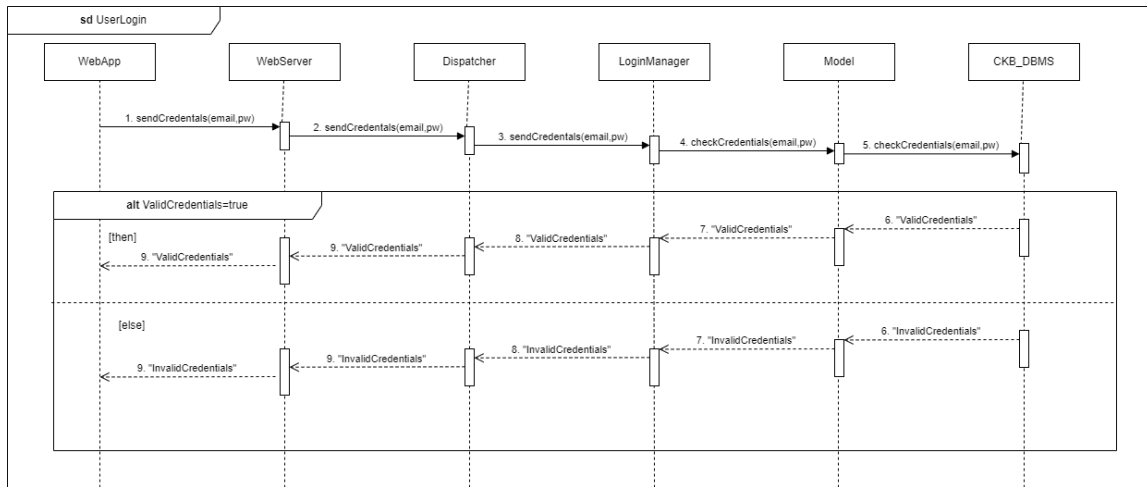 sd UserLogin
WebApp
WebServer
Dispatcher
LoginManager
Model
CKB_DBMS
1. sendCredentals(email,pw)
2. sendCredentals(email,pw)
3. sendCredentals(email,pw)
4. checkCredentials(email,pw)
5. checkCredentials(email,pw)
alt ValidCredentials=true
[then]
6. "ValidCredentials"
7. "ValidCredentials"
8. "ValidCredentials"
9. "ValidCredentials"
9. "ValidCredentials"
[else]
6. "InvalidCredentials"
7. "InvalidCredentials"
8. "InvalidCredentials"
9. "InvalidCredentials"
9. "InvalidCredentials"